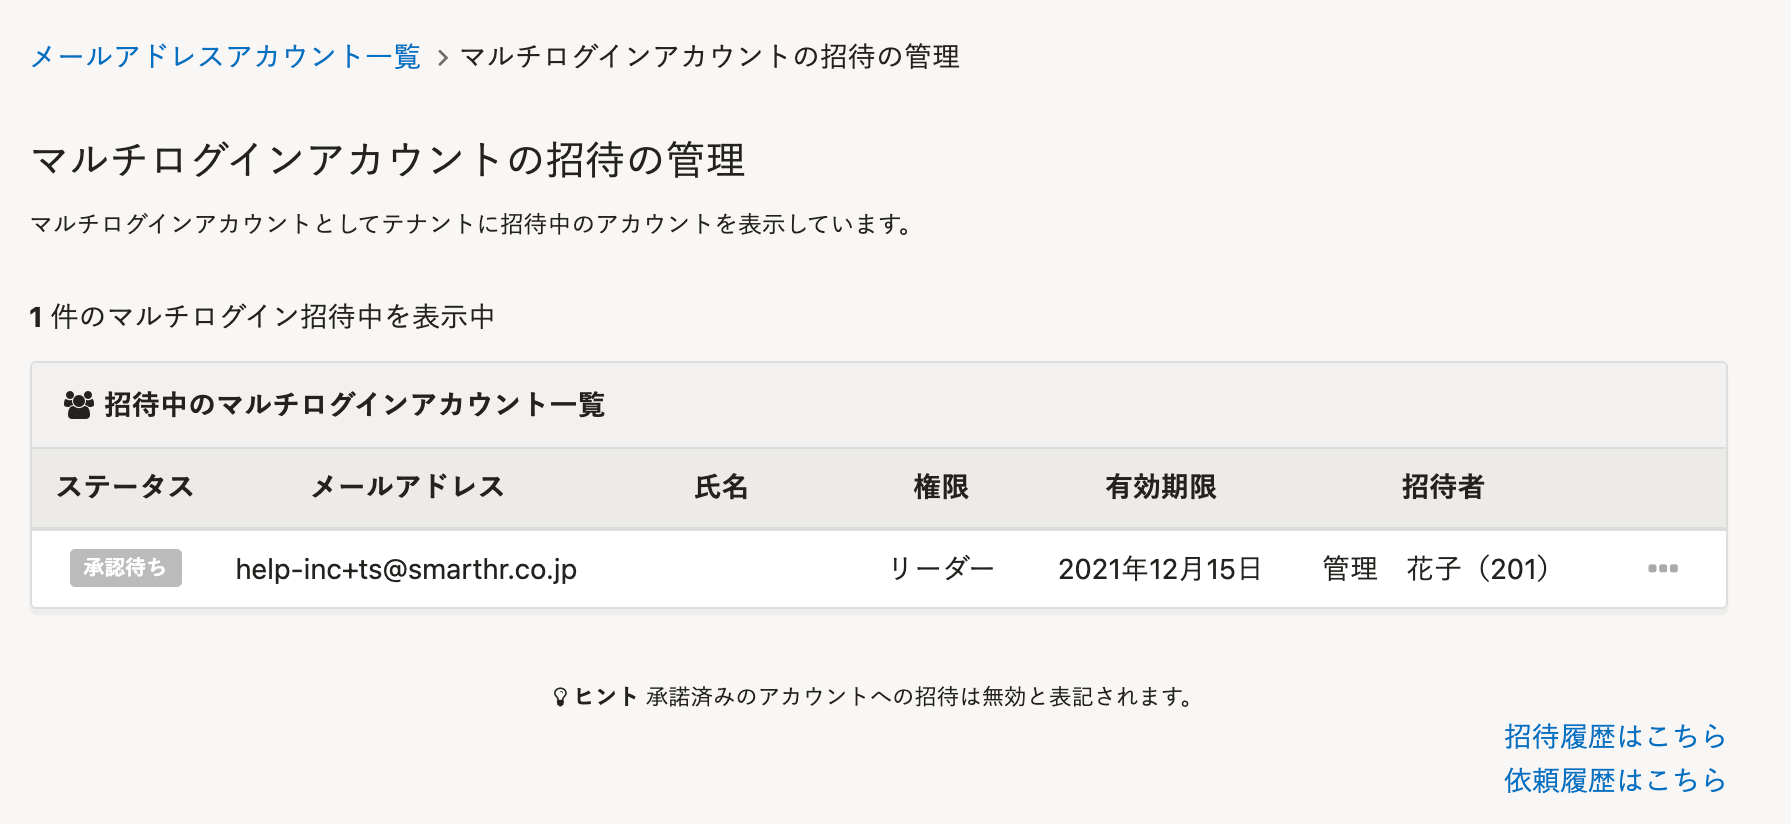 メールアドレスアカウント一覧 > マルチログインアカウントの招待の管理
マルチログインアカウントの招待の管理
マルチログインアカウントとしてテナントに招待中のアカウントを表示しています。
1 件のマルチログイン招待中を表示中
招待中のマルチログインアカウント一覧
ステータス メールアドレス 氏名 権限 有効期限 招待者
承認待ち help-inc+ts@smarthr.co.jp リーダー 2021年12月15日 管理　花子（201）
ヒント 承諾済みのアカウントへの招待は無効と表記されます。
招待履歴はこちら
依頼履歴はこちら